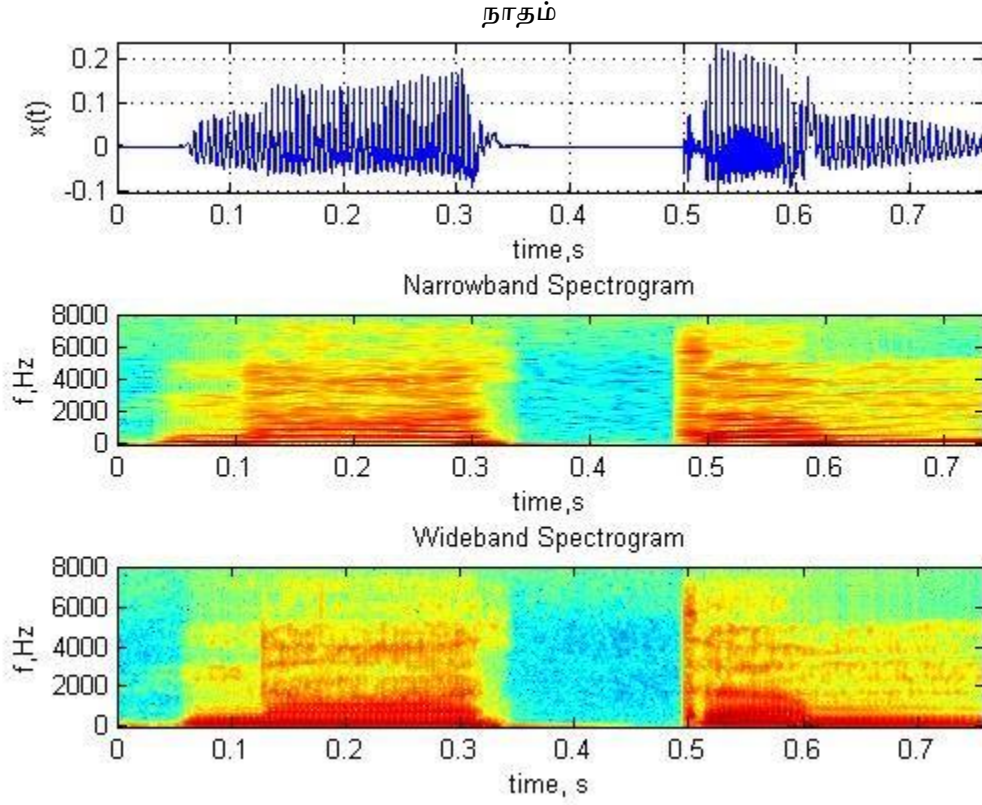 நாதம்
0.2
0.1
0
-0.1
x(t)
0 0.1 0.2 0.3 0.4 0.5 0.6 0.7
time,s
Narrowband Spectrogram
8000
6000
4000
2000
0
f,Hz
0 0.1 0.2 0.3 0.4 0.5 0.6 0.7
time,s
Wideband Spectrogram
8000
6000
4000
2000
0
f,Hz
0 0.1 0.2 0.3 0.4 0.5 0.6 0.7
time, s